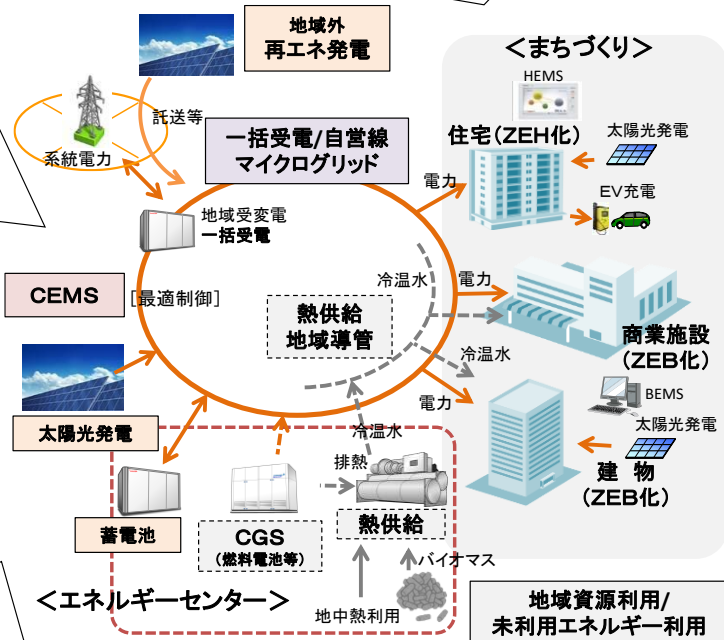 地域外
再エネ発電
＜まちづくり＞
HEMS
託送等
系統電力
一括受電/自営線
マイクログリッド
住宅(ZEH化)
太陽光発電
電力
EV充電
地域受変電
一括受電
CEMS
[最適制御]
冷温水
電力
熱供給
地域導管
商業施設
(ZEB化)
冷温水
電力
BEMS
太陽光発電
太陽光発電
冷温水
排熱
建　物
(ZEB化)
蓄電池
CGS
(燃料電池等)
熱供給
バイオマス
＜エネルギーセンター＞
地中熱利用
地域資源利用/
未利用エネルギー利用